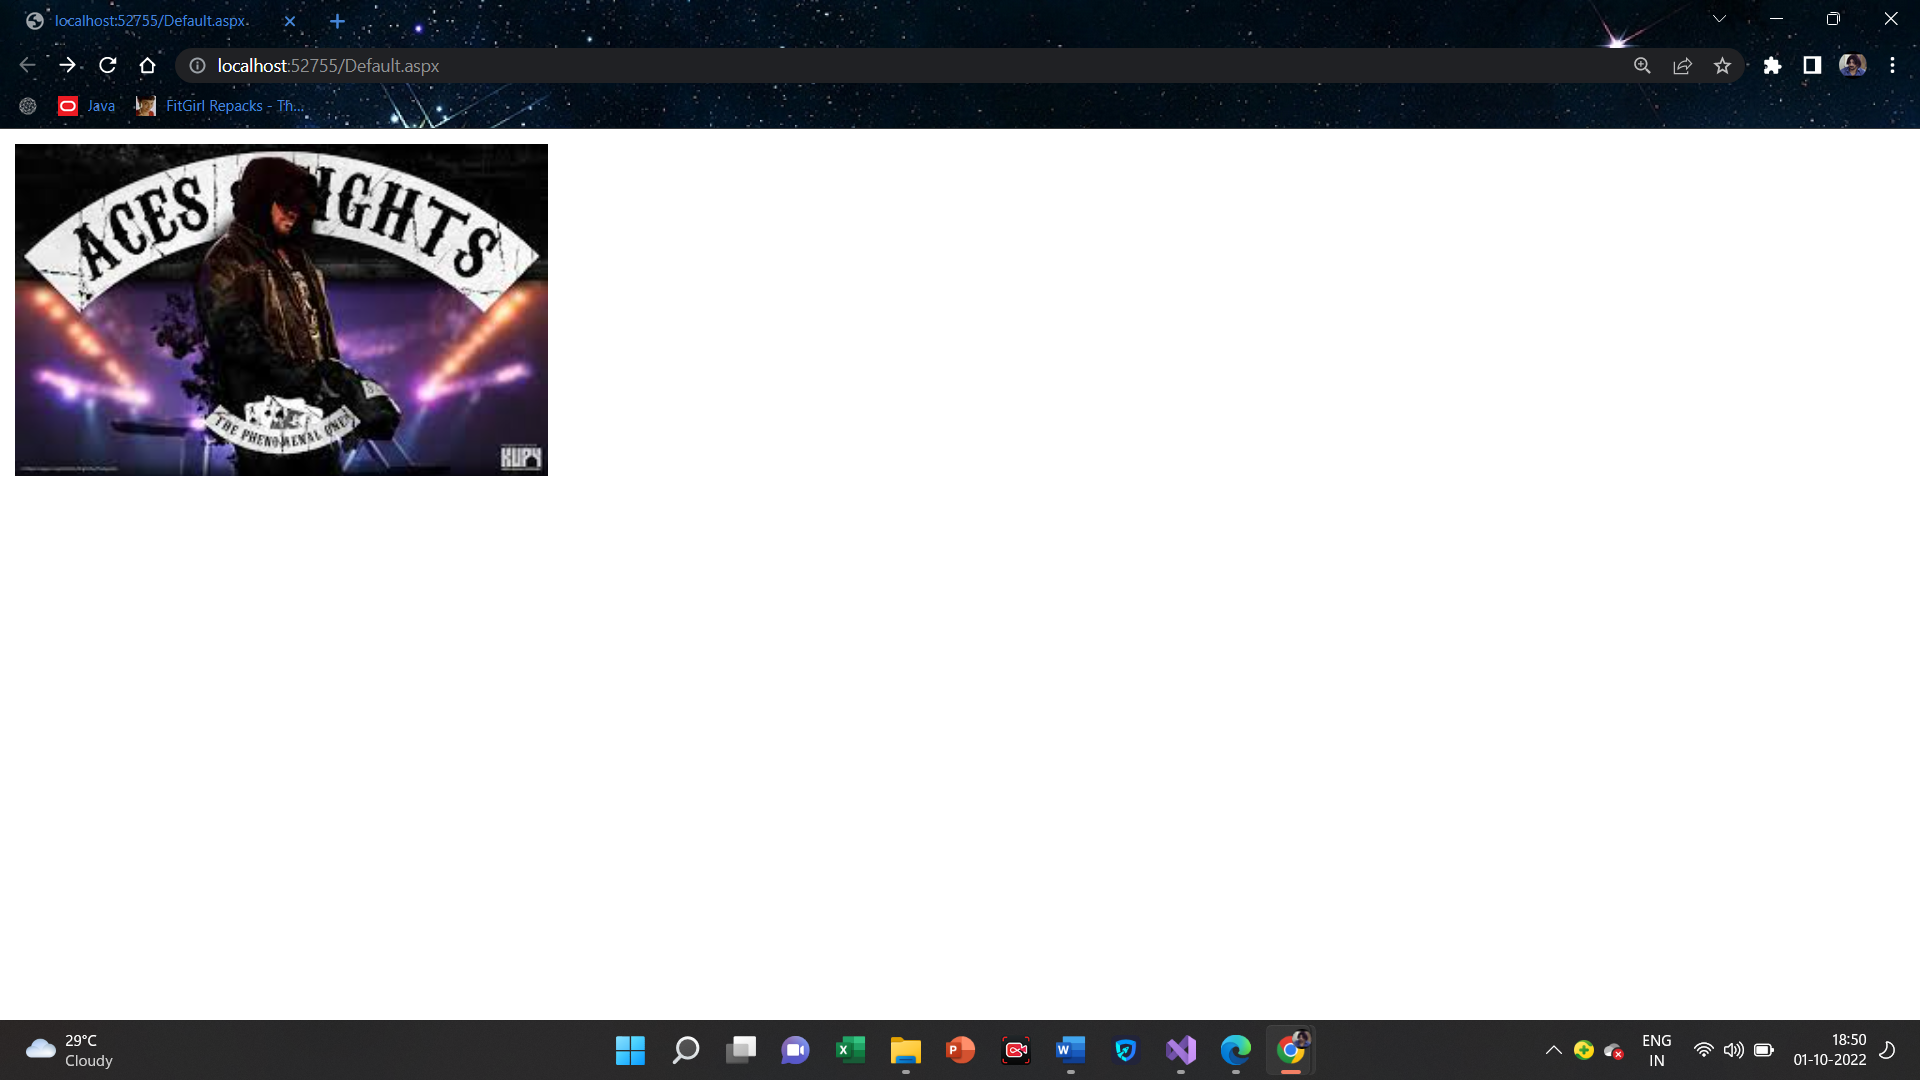 localhost:52755/Default.aspx
localhost:52755/Default.aspx
Java
FitGirl Repacks - Th...
ACES
IGHTS
THE PHENOMENAL ONE
KUPY
29°C
Cloudy
ENG
IN
18:50
01-10-2022